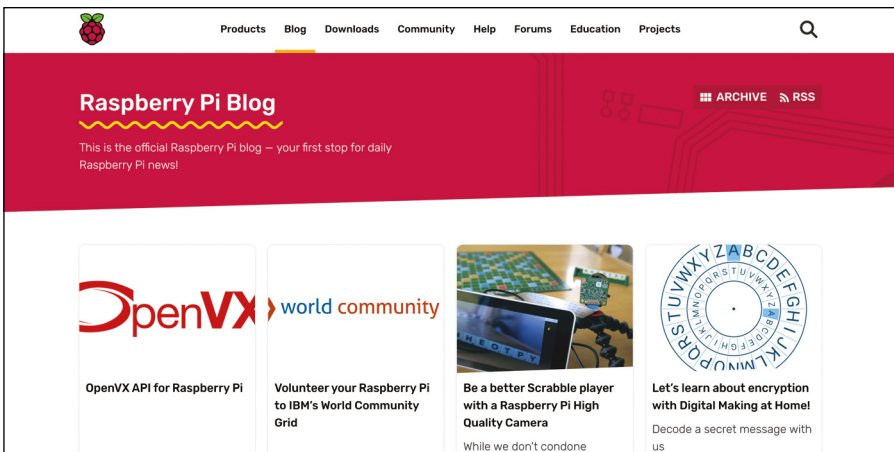 Products Blog Downloads Community Help Forums Education Projects
Raspberry Pi Blog
ARCHIVE RSS
This is the official Raspberry Pi blog — your first stop for daily
Raspberry Pi news!
OpenVX
world community
OpenVX API for Raspberry Pi
Volunteer your Raspberry Pi
to IBM's World Community
Grid
Be a better Scrabble player
with a Raspberry Pi High
Quality Camera
While we don't condone
Let's learn about encryption
with Digital Making at Home!
Decode a secret message with
us